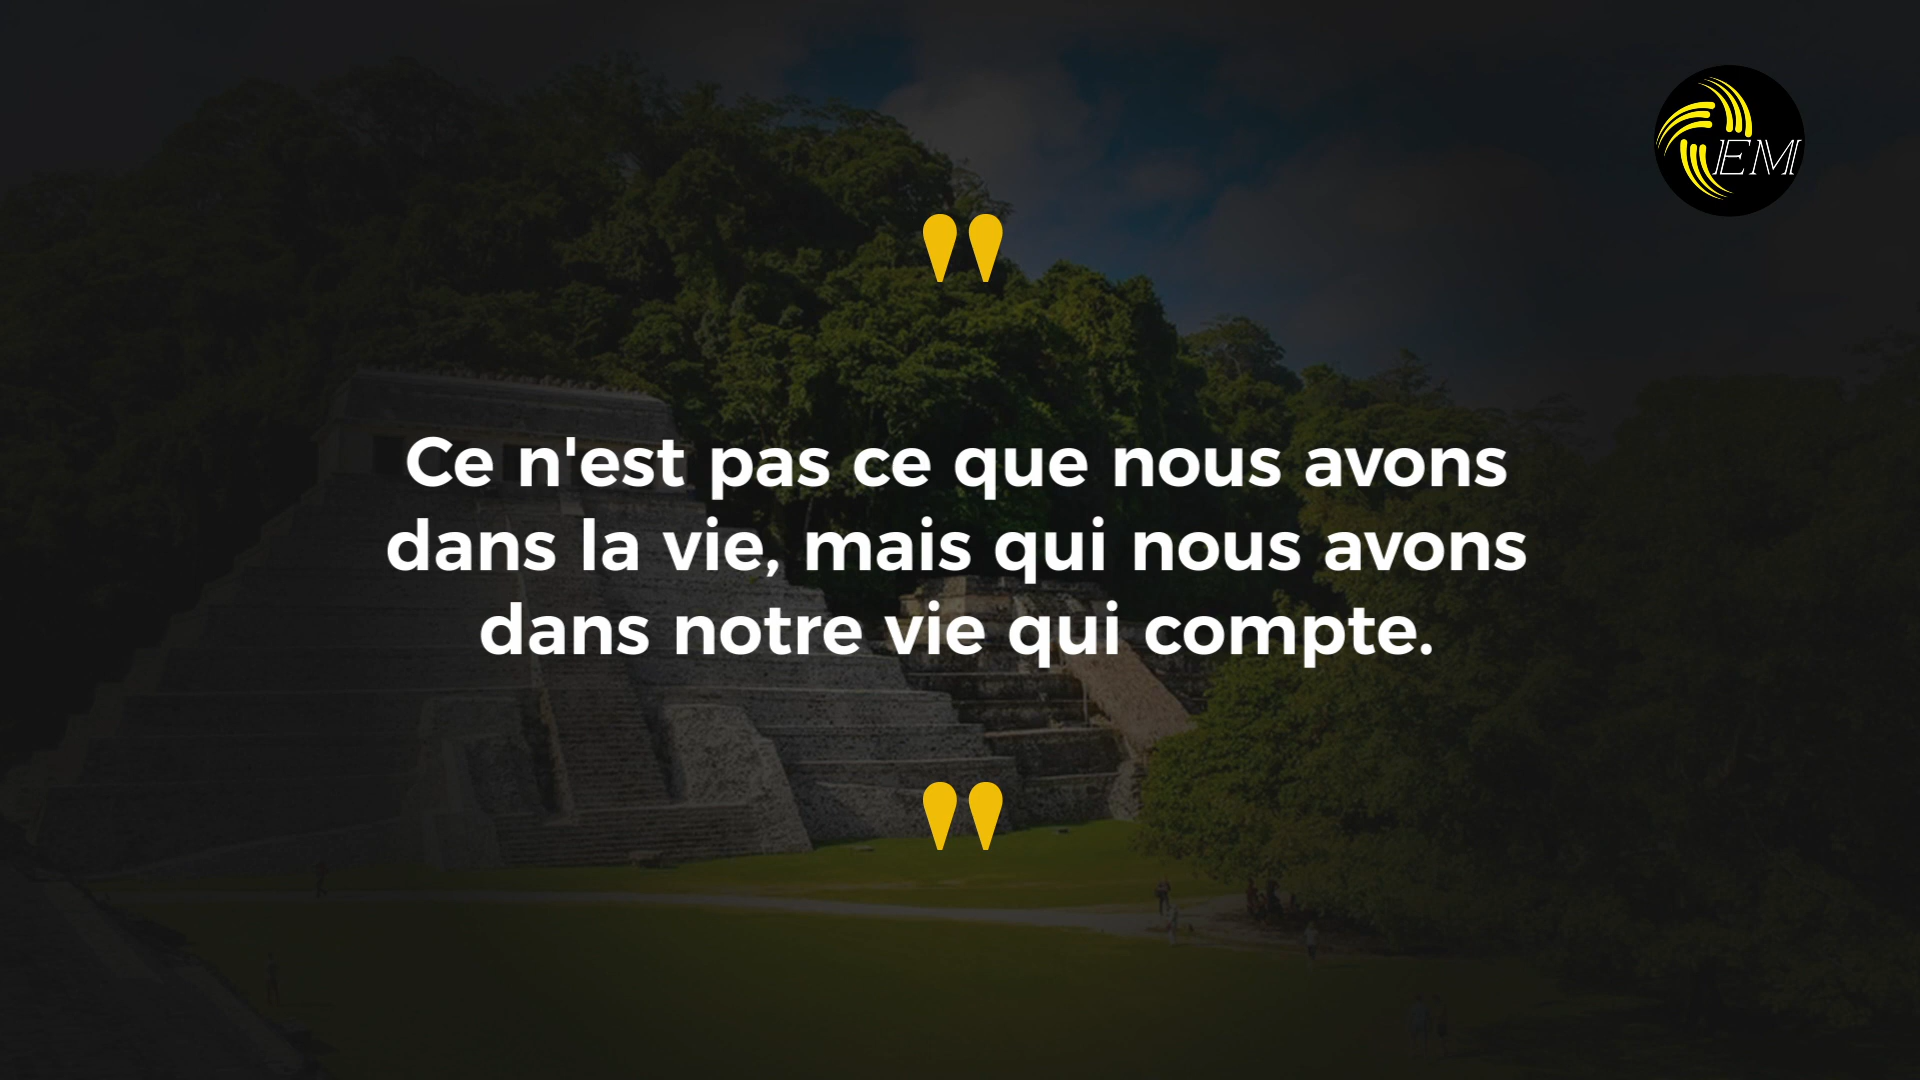 EM
"
Ce n'est pas ce que nous avons
dans la vie, mais qui nous avons
dans notre vie qui compte.
"